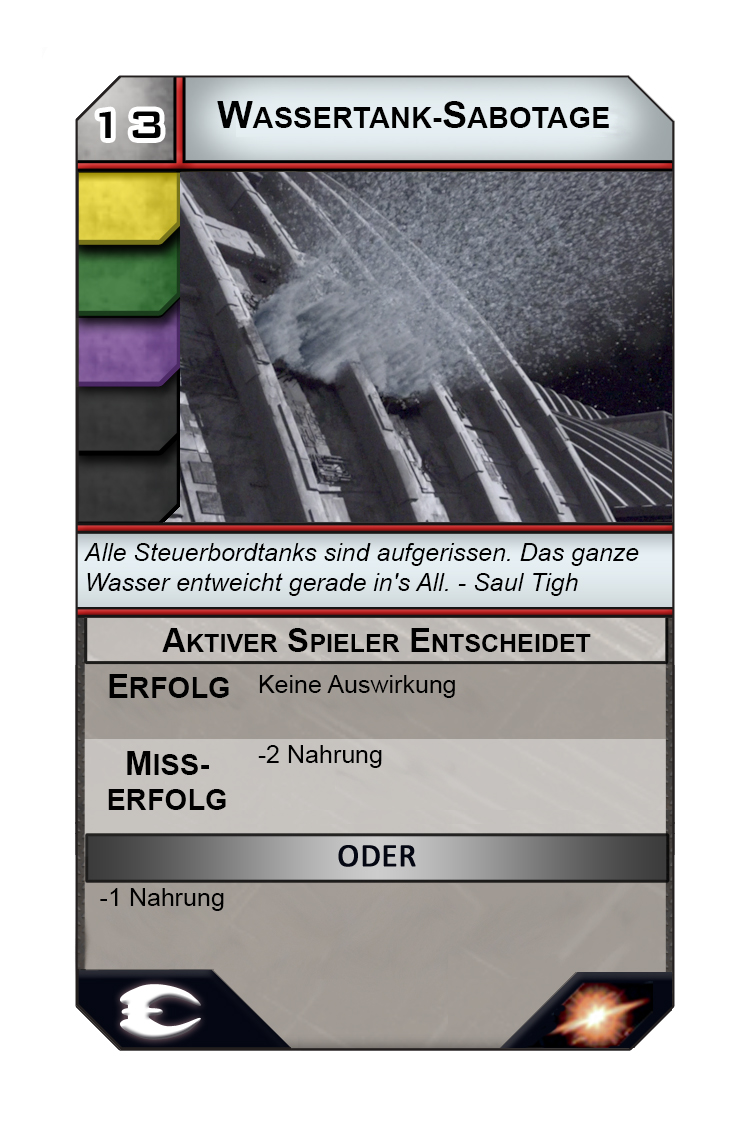 13
WASSERTANK-SABOTAGE
Alle Steuerbordtanks sind aufgerissen. Das ganze
Wasser entweicht gerade in's All. - Saul Tigh
AKTIVER SPIELER ENTSCHEIDET
ERFOLG Keine Auswirkung
MISS- -2 Nahrung
ERFOLG
ODER
-1 Nahrung